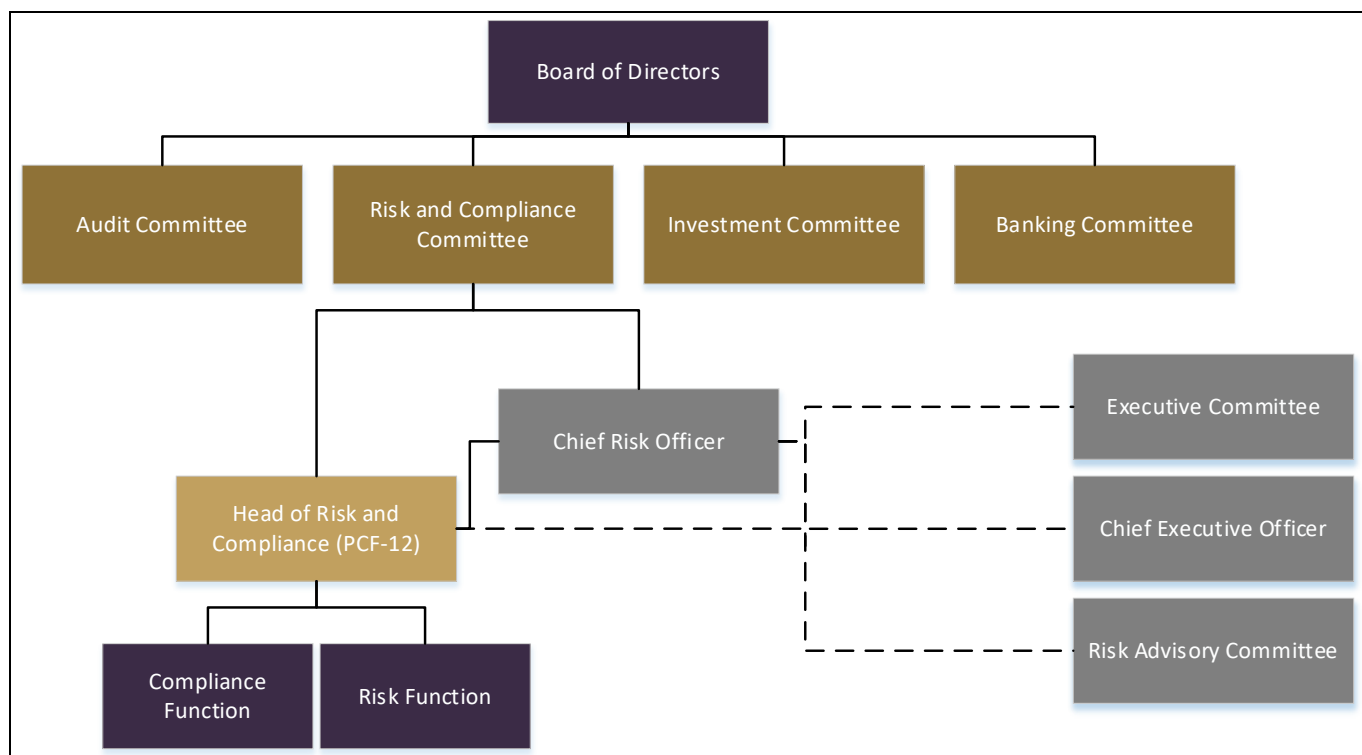 Board of Directors
Audit Committee
Risk and Compliance
Committee
Investment Committee
Banking Committee
Executive Committee
Chief Risk Officer
Head of Risk and
Compliance (PCF-12)
Chief Executive Officer
Risk Advisory Committee
Compliance
Function
Risk Function